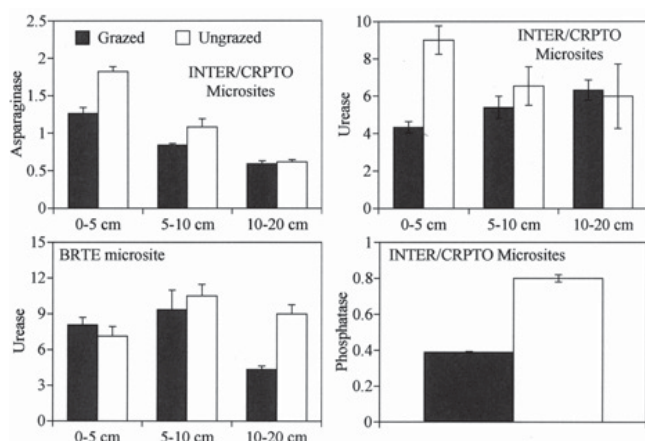 Grazed
Ungrazed
INTER/CRPTO
Microsites
Asparaginase
2
1.5
1
0.5
0
0-5 cm 5-10 cm 10-20 cm
INTER/CRPTO
Microsites
Urease
10
8
6
4
2
0
0-5 cm 5-10 cm 10-20 cm
BRTE microsite
Urease
15
12
9
6
3
0
0-5 cm 5-10 cm 10-20 cm
INTER/CRPTO Microsites
Phosphatase
1
0.8
0.6
0.4
0.2
0